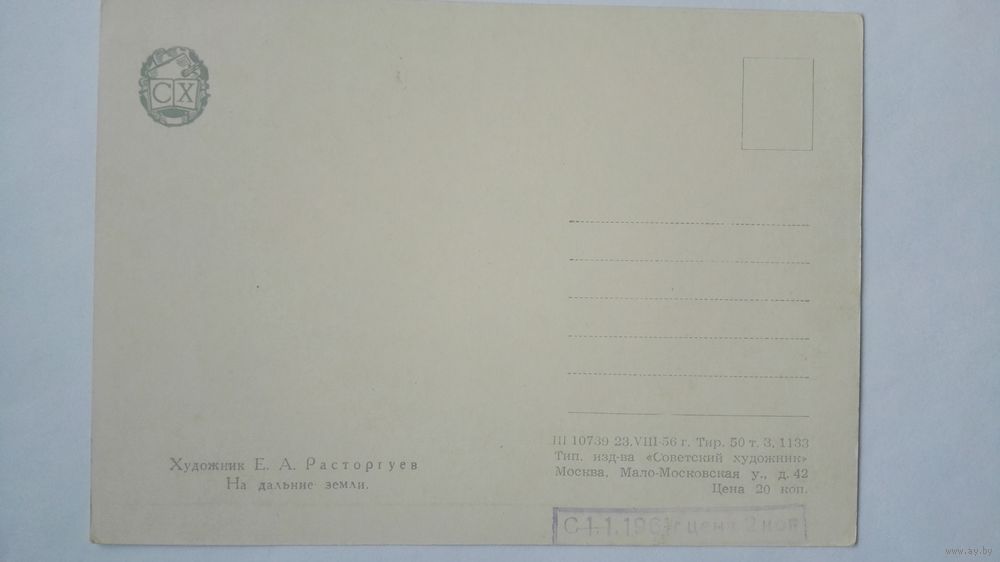 СХ
Художник Е. А. Расторгуев
На дальние земли.
Ш 10739 23.VIII-56 г. Тир. 50 т. З. 1133
Тип. изд-ва «Советский художник»
Москва, Мало-Московская у., д. 42
Цена 20 коп.
С 1.1.1961г цена 2 коп
www.ay.by